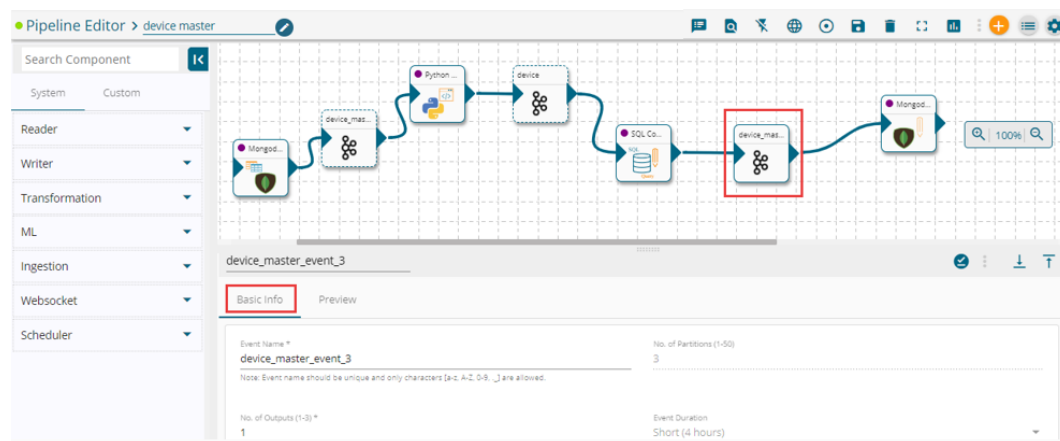 Pipeline Editor > device master
Search Component
System Custom
Reader
Writer
Transformation
ML
Ingestion
Websocket
Scheduler
Mongod...
device_mas...
Python ...
device
SQL Co...
SQL
device_mas...
Mongod...
100%
device_master_event_3
Basic Info Preview
Event Name *
device_master_event_3
Note: Event name should be unique and only characters [a-z, A-Z, 0-9, _] are allowed.
No. of Partitions (1-50)
3
No. of Outputs (1-3) *
1
Event Duration
Short (4 hours)